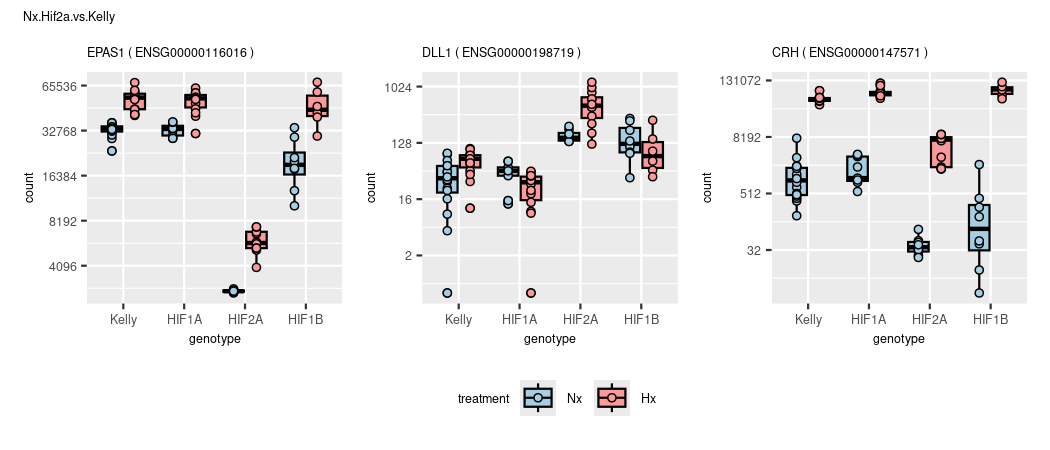 Nx.Hif2a.vs.Kelly
EPAS1 ( ENSG00000116016 )
65536
32768
16384
8192
4096
count
Kelly HIF1A HIF2A HIF1B
genotype
DLL1 ( ENSG00000198719 )
1024
128
16
2
count
Kelly HIF1A HIF2A HIF1B
genotype
CRH ( ENSG00000147571 )
131072
8192
512
32
count
Kelly HIF1A HIF2A HIF1B
genotype
treatment Nx Hx